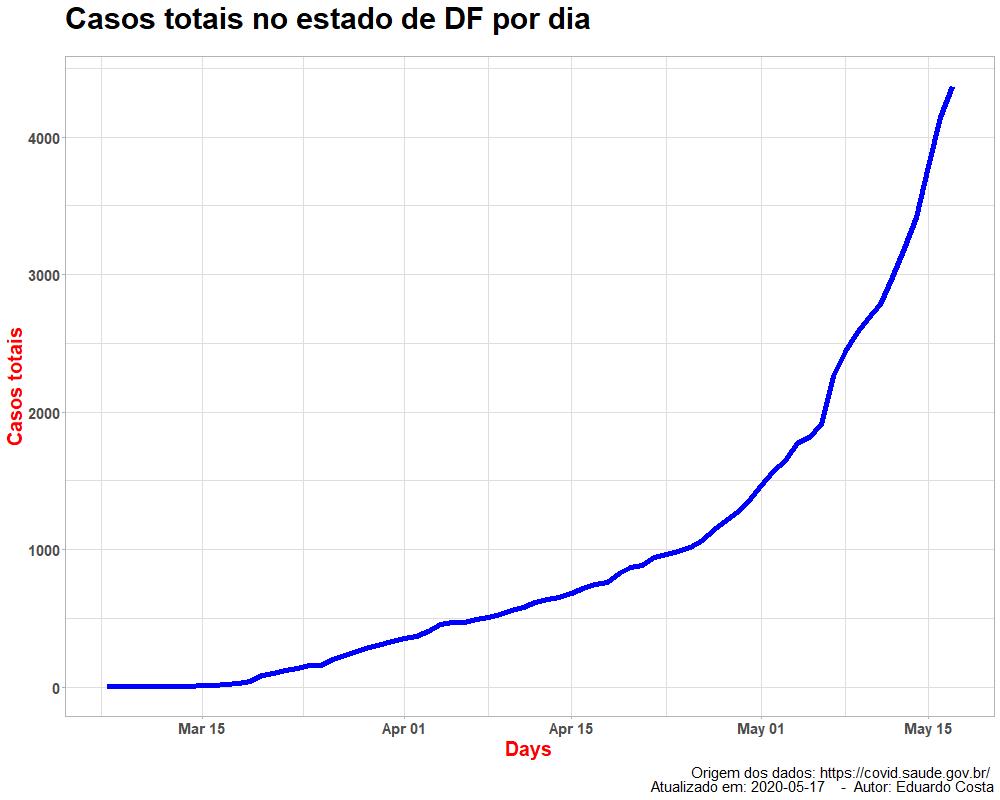 Casos totais no estado de DF por dia
Casos totais
4000
3000
2000
1000
0
Mar 15
Apr 01
Apr 15
May 01
May 15
Days
Origem dos dados: https://covid.saude.gov.br/
Atualizado em: 2020-05-17 - Autor: Eduardo Costa